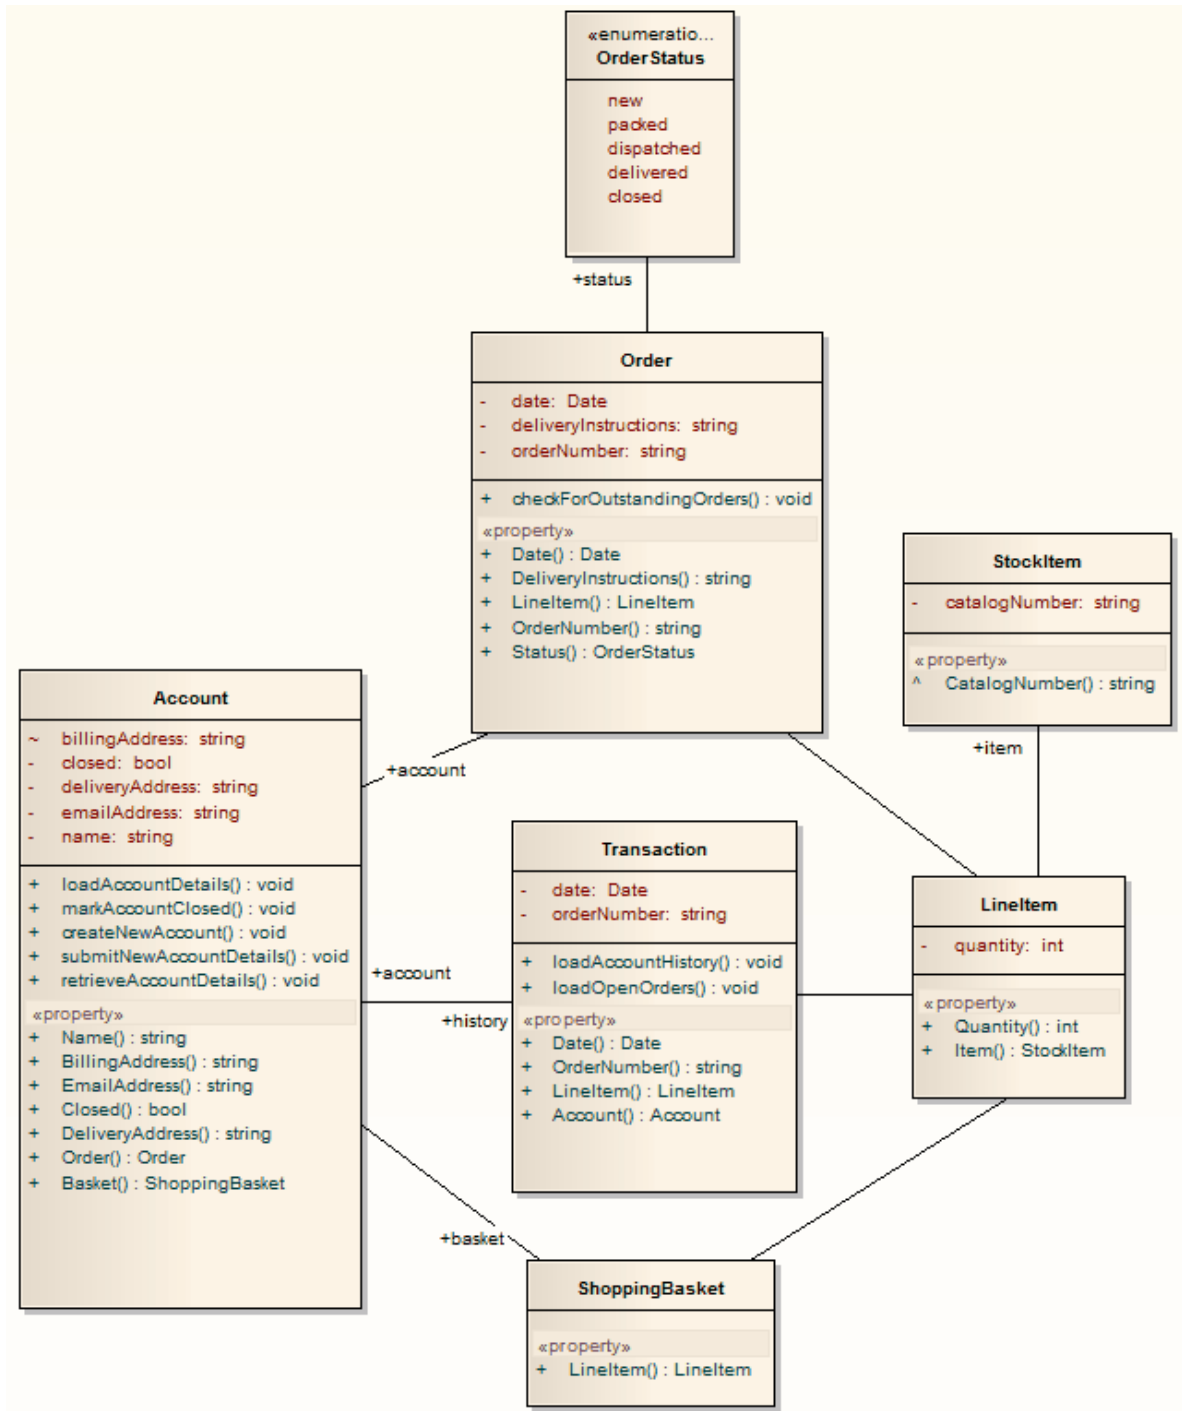 «enumeratio...
OrderStatus
new
packed
dispatched
delivered
closed
+status
Order
- date: Date
- deliveryInstructions: string
- orderNumber: string
+ checkForOutstandingOrders() : void
«property»
+ Date() : Date
+ DeliveryInstructions() : string
+ LineItem() : LineItem
+ OrderNumber() : string
+ Status() : OrderStatus
StockItem
- catalogNumber: string
«property»
^ CatalogNumber() : string
+item
Account
~ billingAddress: string
- closed: bool
- deliveryAddress: string
- emailAddress: string
- name: string
+ loadAccountDetails() : void
+ markAccountClosed() : void
+ createNewAccount() : void
+ submitNewAccountDetails() : void
+ retrieveAccountDetails() : void
«property»
+ Name() : string
+ BillingAddress() : string
+ EmailAddress() : string
+ Closed() : bool
+ DeliveryAddress() : string
+ Order() : Order
+ Basket() : ShoppingBasket
+account
+account
+history
+basket
Transaction
- date: Date
- orderNumber: string
+ loadAccountHistory() : void
+ loadOpenOrders() : void
«property»
+ Date() : Date
+ OrderNumber() : string
+ LineItem() : LineItem
+ Account() : Account
LineItem
- quantity: int
«property»
+ Quantity() : int
+ Item() : StockItem
ShoppingBasket
«property»
+ LineItem() : LineItem